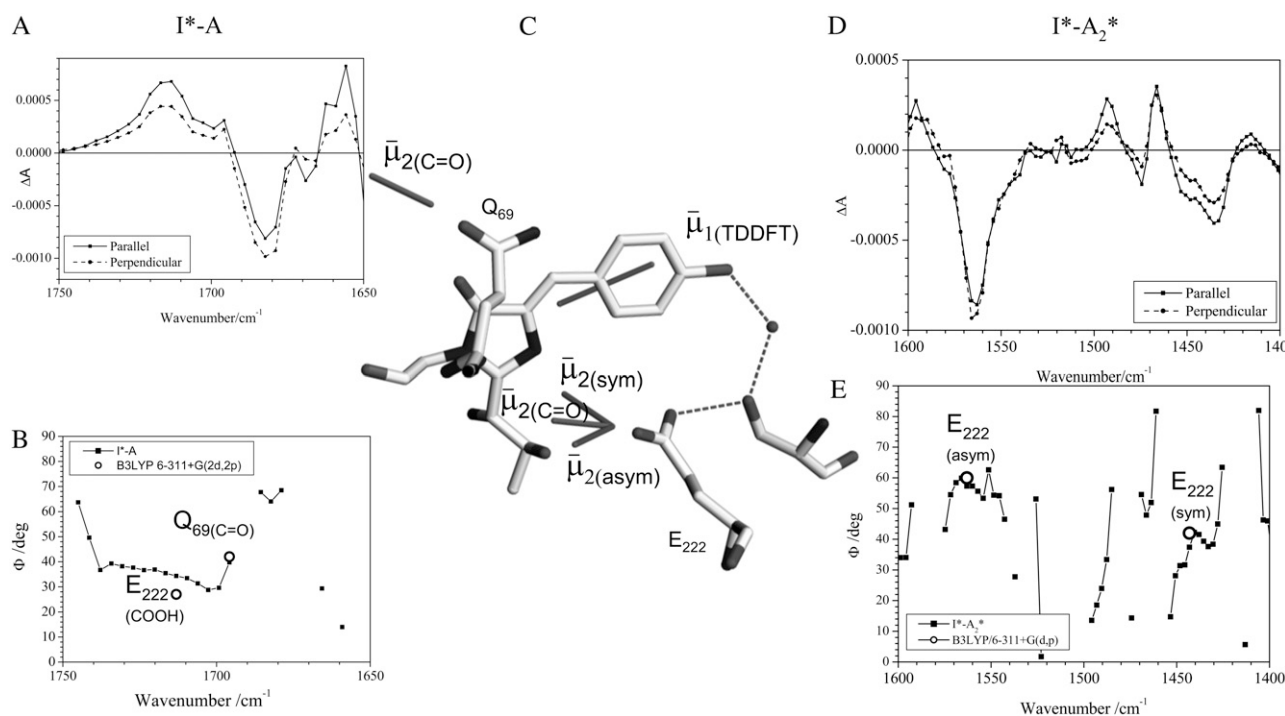 A
I*-A
0.0005
0.0000
-0.0005
-0.0010
ΔA
Parallel
Perpendicular
1750
1700
1650
Wavenumber/cm-1
B
90
80
70
60
50
40
30
20
10
0
Φ /deg
I*-A
B3LYP 6-311+G(2d,2p)
Q69(C=O)
E222
(COOH)
1750
1700
1650
Wavenumber /cm-1
C
μ̄2(C=O)
Q69
μ̄1(TDDFT)
μ̄2(sym)
μ̄2(C=O)
μ̄2(asym)
E222
D
I*-A2*
0.0005
0.0000
-0.0005
-0.0010
ΔA
Parallel
Perpendicular
1600
1550
1500
1450
1400
Wavenumber/cm-1
E
90
80
70
60
50
40
30
20
10
0
Φ /deg
E222
(asym)
E222
(sym)
I*-A2*
B3LYP/6-311+G(d,p)
1600
1550
1500
1450
1400
Wavenumber /cm-1